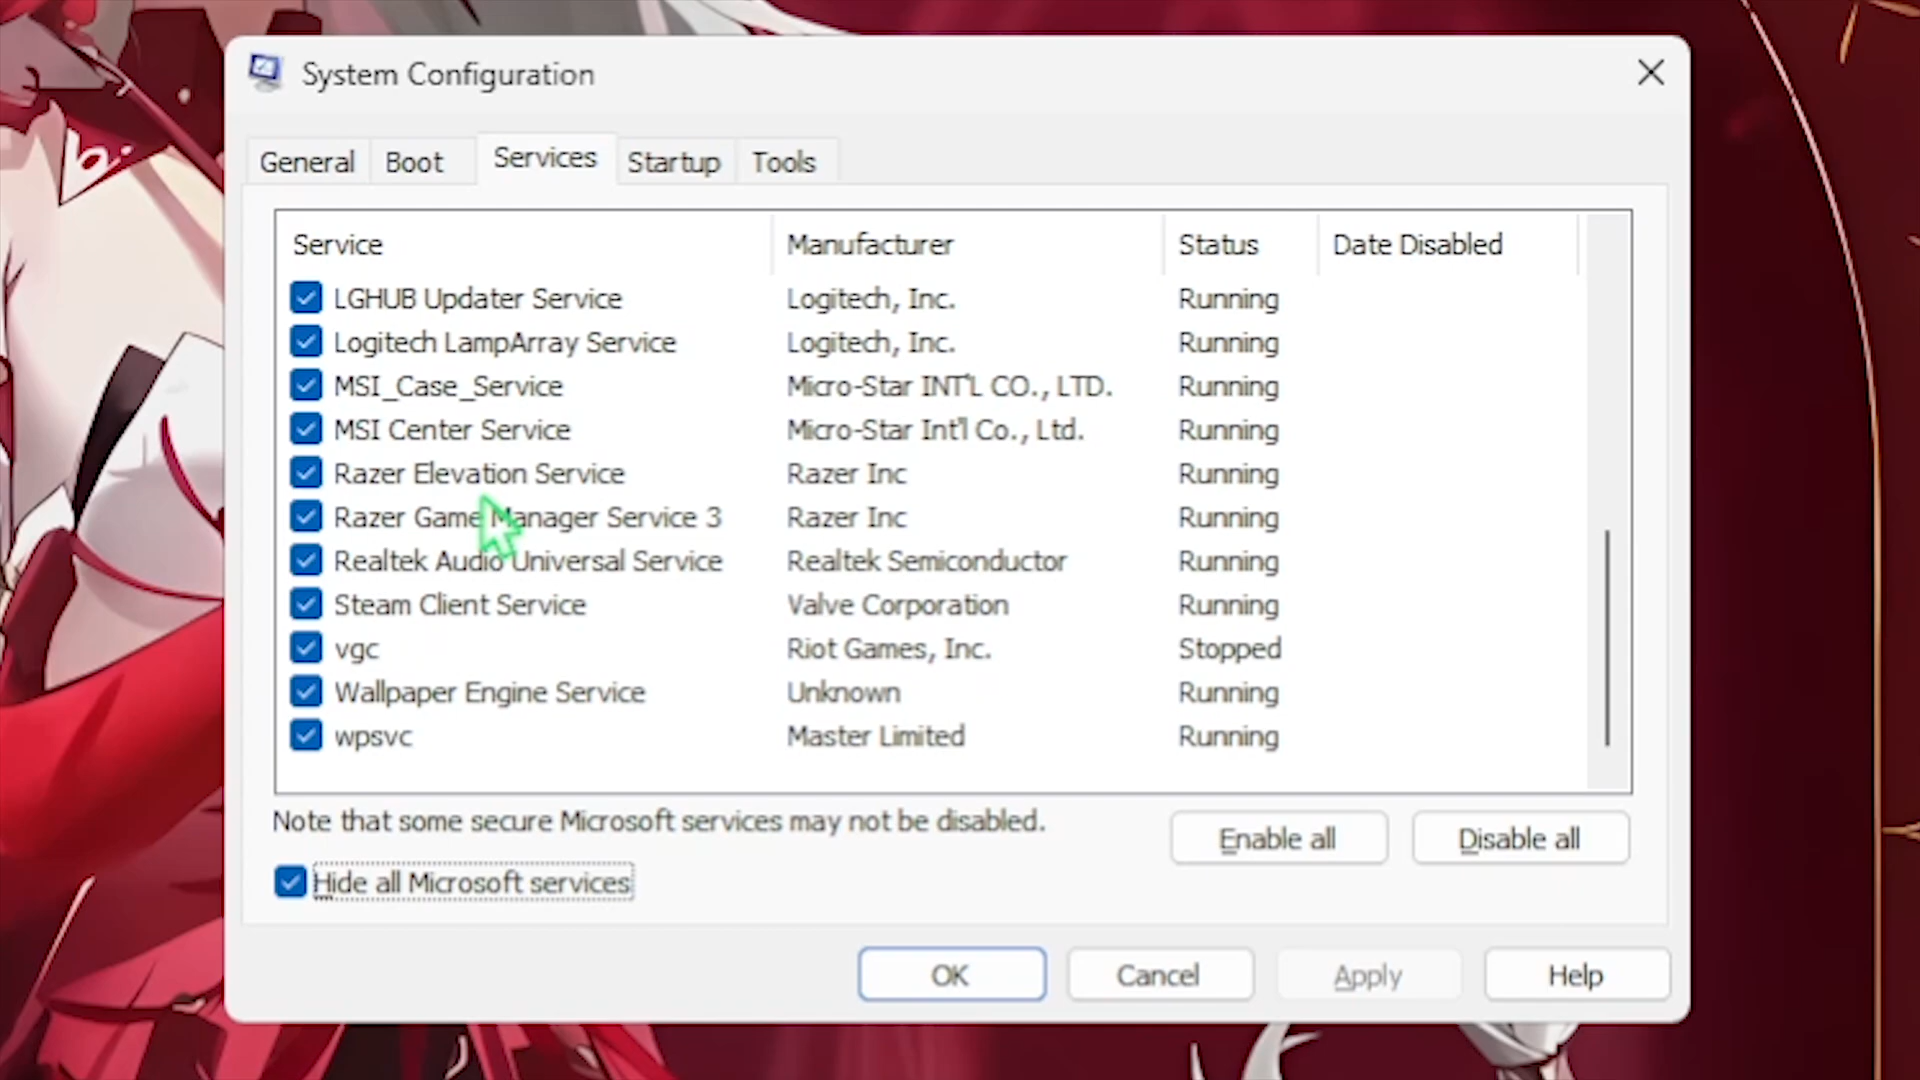 System Configuration
General Boot Services Startup Tools
Service Manufacturer Status Date Disabled
LGHUB Updater Service Logitech, Inc. Running
Logitech LampArray Service Logitech, Inc. Running
MSI_Case_Service Micro-Star INT'L CO., LTD. Running
MSI Center Service Micro-Star Int'l Co., Ltd. Running
Razer Elevation Service Razer Inc Running
Razer Game Manager Service 3 Razer Inc Running
Realtek Audio Universal Service Realtek Semiconductor Running
Steam Client Service Valve Corporation Running
vgc Riot Games, Inc. Stopped
Wallpaper Engine Service Unknown Running
wpsvc Master Limited Running
Note that some secure Microsoft services may not be disabled.
Enable all Disable all
Hide all Microsoft services
OK Cancel Apply Help